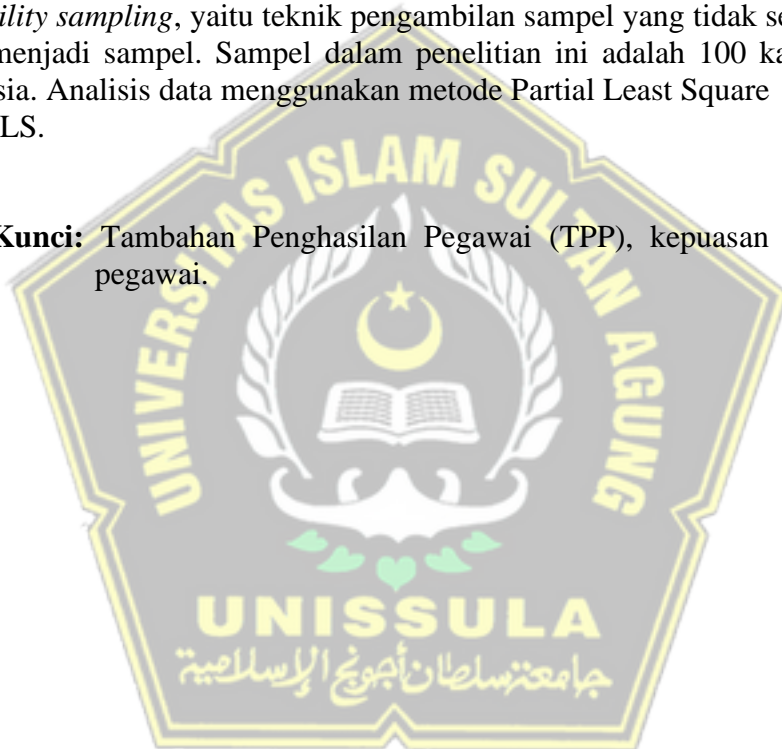 ility sampling, yaitu teknik pengambilan sampel yang tidak se
menjadi sampel. Sampel dalam penelitian ini adalah 100 ka
sia. Analisis data menggunakan metode Partial Least Square
LS.
Kunci: Tambahan Penghasilan Pegawai (TPP), kepuasan
pegawai.
UNIVERSITAS ISLAM SULTAN AGUNG
UNISSULA
جامعة سلطان أجونج الإسلامية